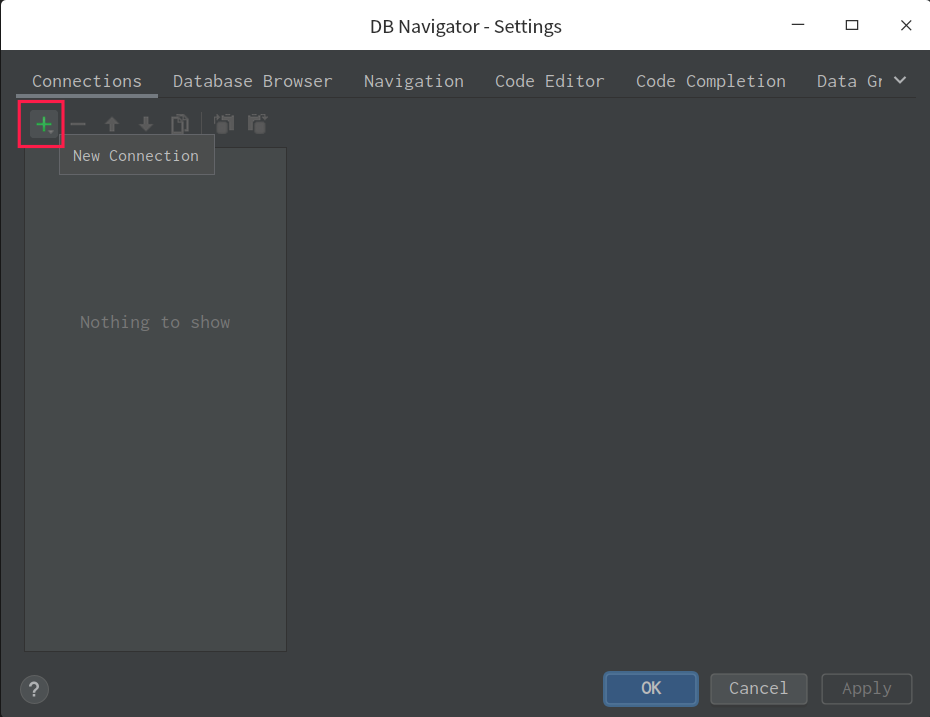 DB Navigator - Settings
Connections Database Browser Navigation Code Editor Code Completion Data Gr
New Connection
Nothing to show
? OK Cancel Apply